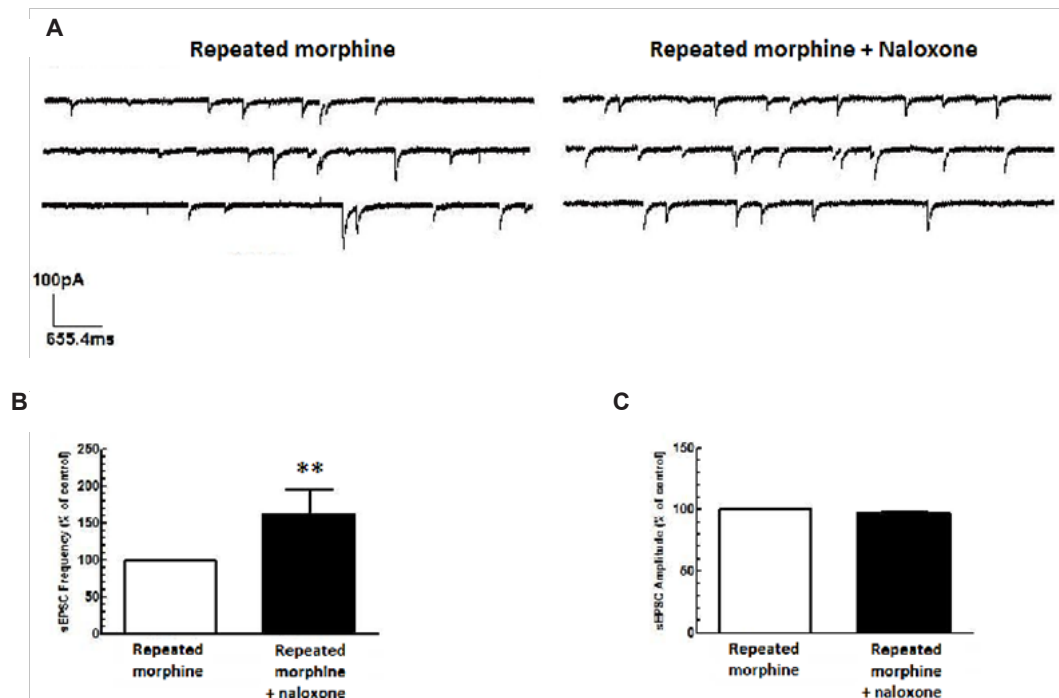 A
Repeated morphine
Repeated morphine + Naloxone
100pA
655.4ms
B
sEPSC Frequency (% of control)
250
200
150
100
50
0
**
Repeated
morphine
Repeated
morphine
+ naloxone
C
sEPSC Amplitude (% of control)
150
100
50
0
Repeated
morphine
Repeated
morphine
+ naloxone